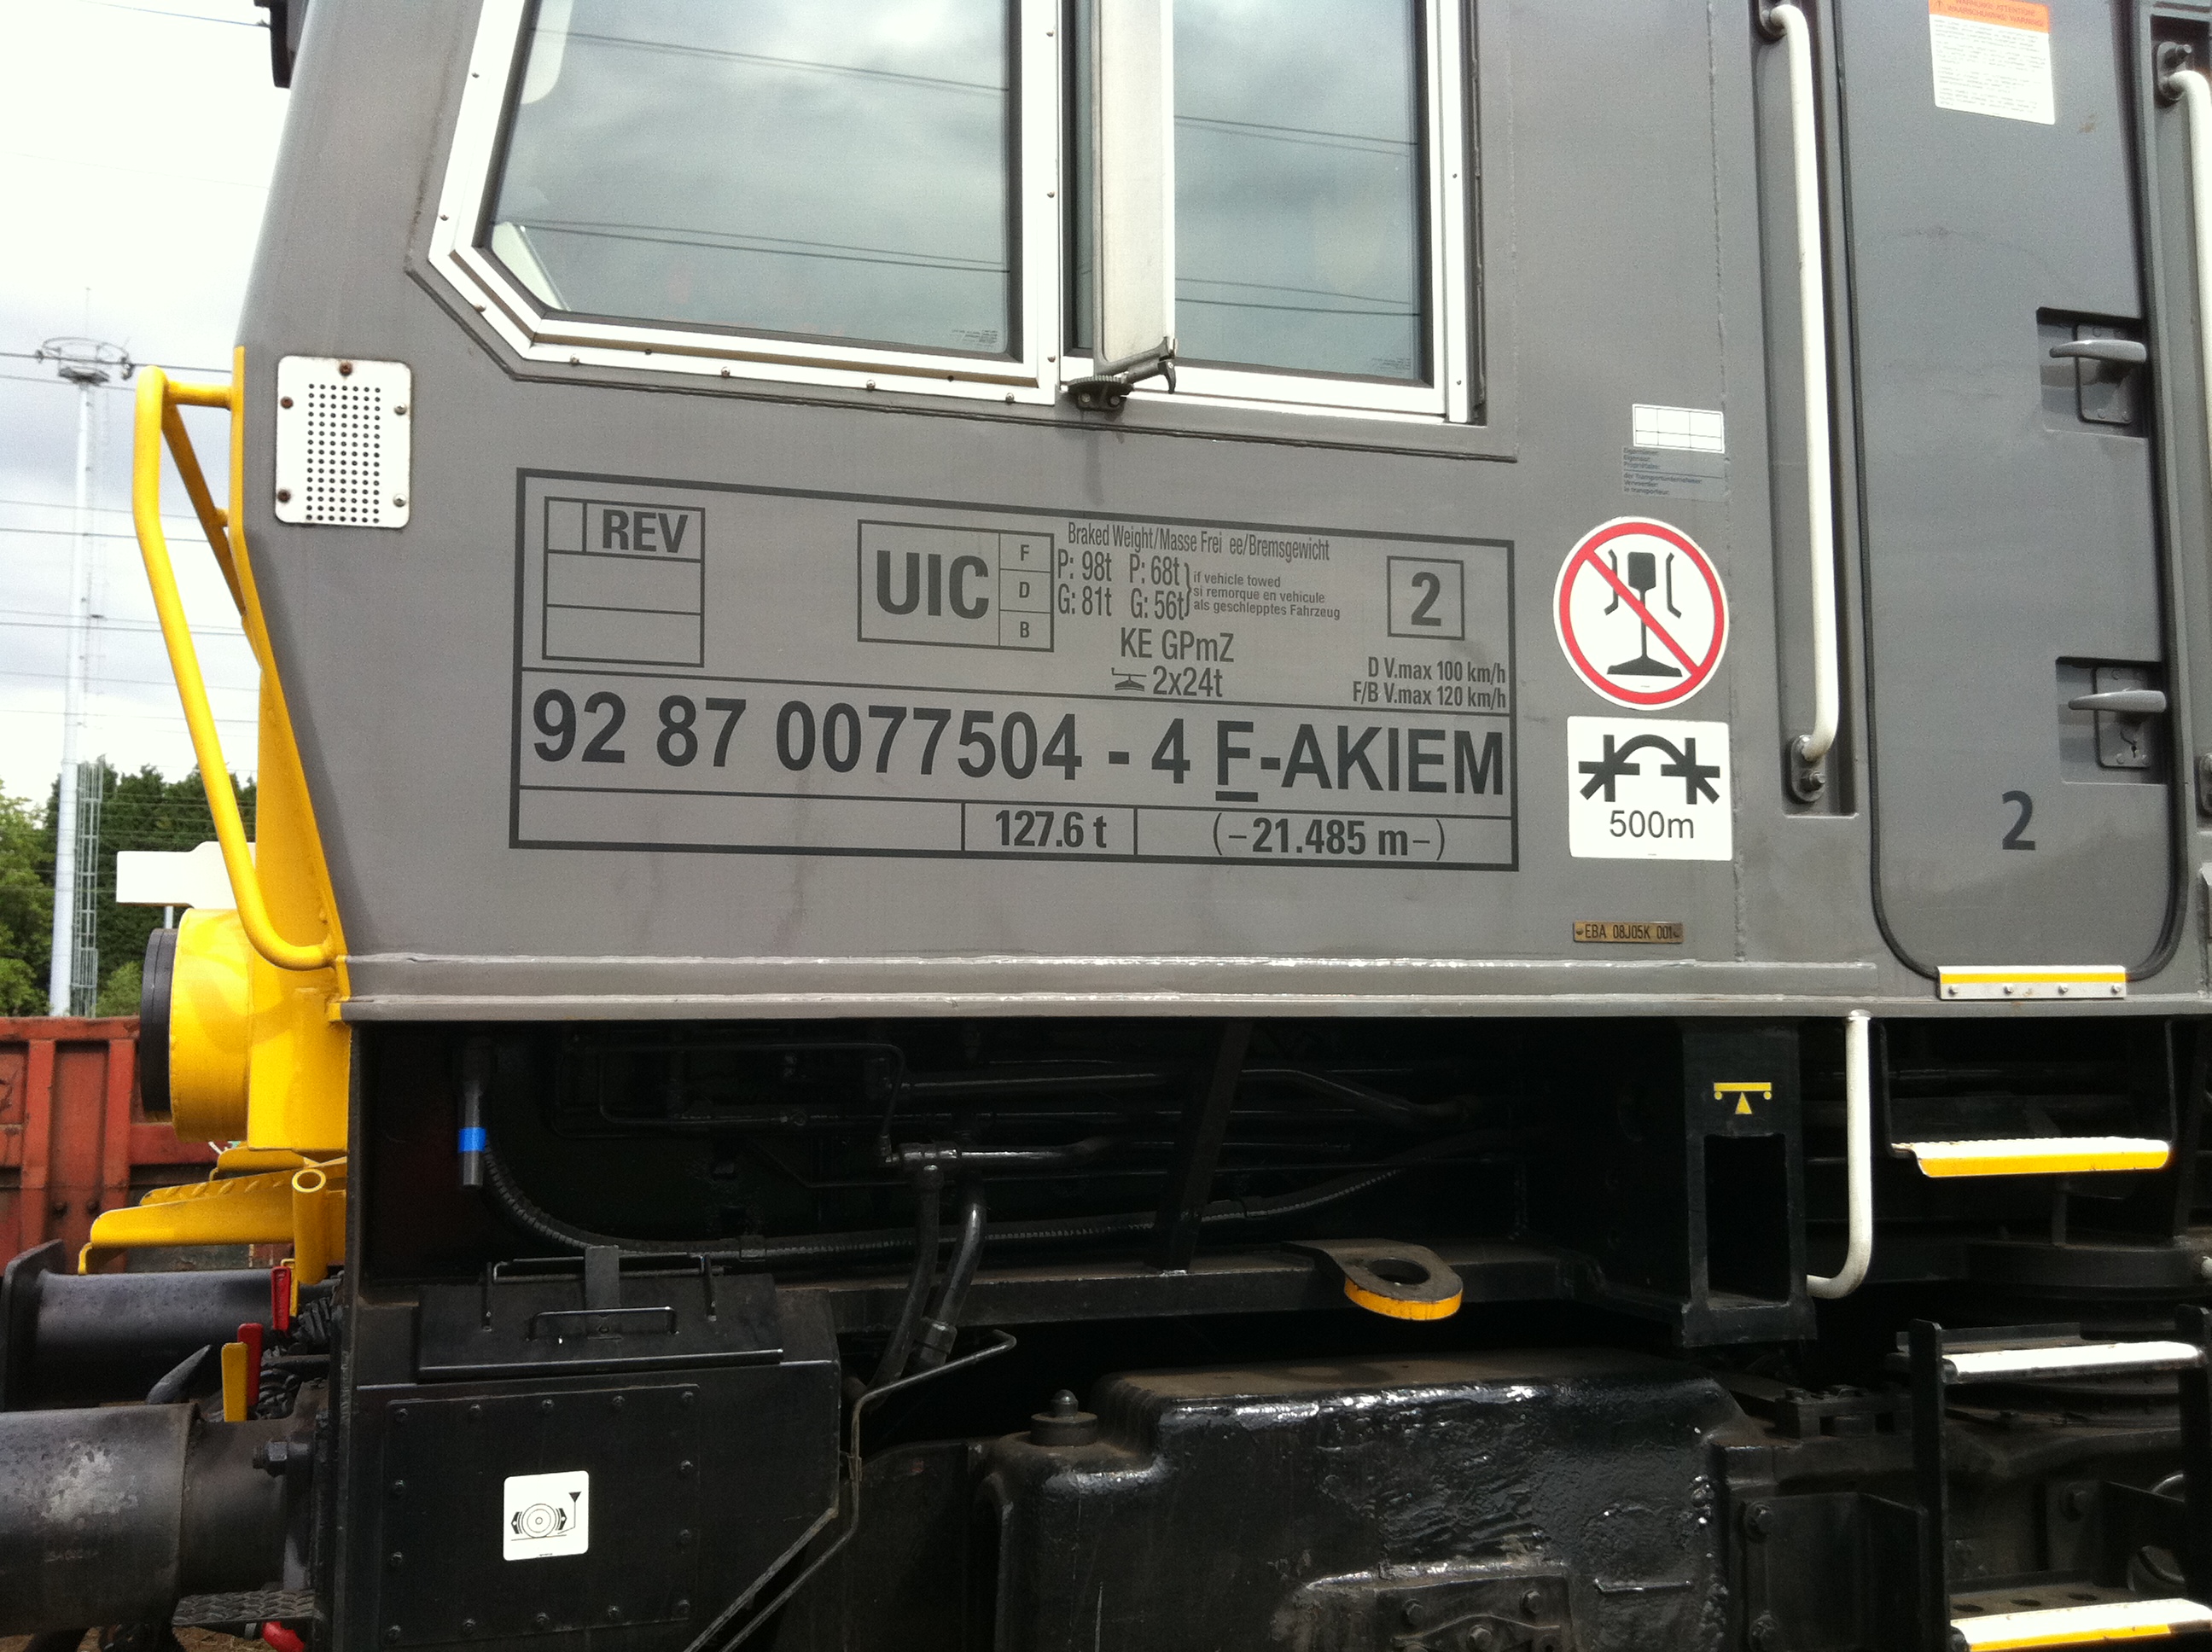 WARNUNG ATTENTION
REV
UIC
F
D
B
Braked Weight/Masse Frei ee/Bremsgewicht
P: 98t P: 68t
G: 81t G: 56t
if vehicle towed
si remorque en vehicule
als geschlepptes Fahrzeug
2
KE GPmZ
2x24t
D V.max 100 km/h
F/B V.max 120 km/h
92 87 0077504 - 4 F-AKIEM
127.6 t
(-21.485 m-)
500m
2
EBA 08J05K 001